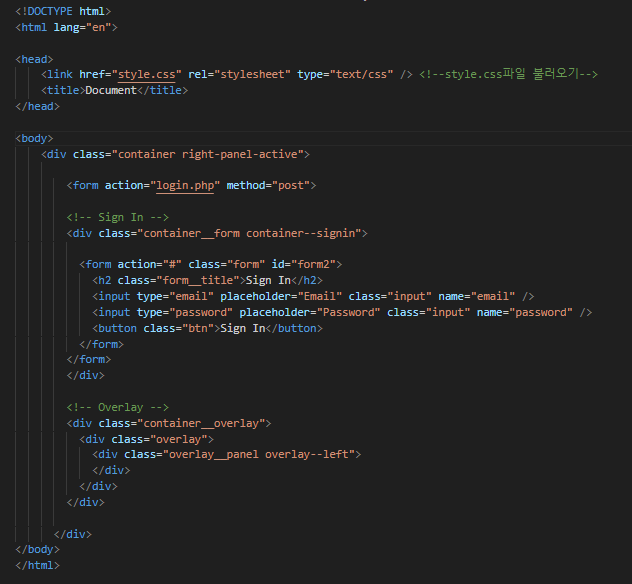 <!DOCTYPE html>
<html lang="en">
<head>
<link href="style.css" rel="stylesheet" type="text/css" /> <!--style.css파일 불러오기-->
<title>Document</title>
</head>
<body>
<div class="container right-panel-active">
<form action="login.php" method="post">
<!-- Sign In -->
<div class="container__form container--signin">
<form action="#" class="form" id="form2">
<h2 class="form__title">Sign In</h2>
<input type="email" placeholder="Email" class="input" name="email" />
<input type="password" placeholder="Password" class="input" name="password" />
<button class="btn">Sign In</button>
</form>
</form>
</div>
<!-- Overlay -->
<div class="container__overlay">
<div class="overlay">
<div class="overlay__panel overlay--left">
</div>
</div>
</div>
</div>
</body>
</html>